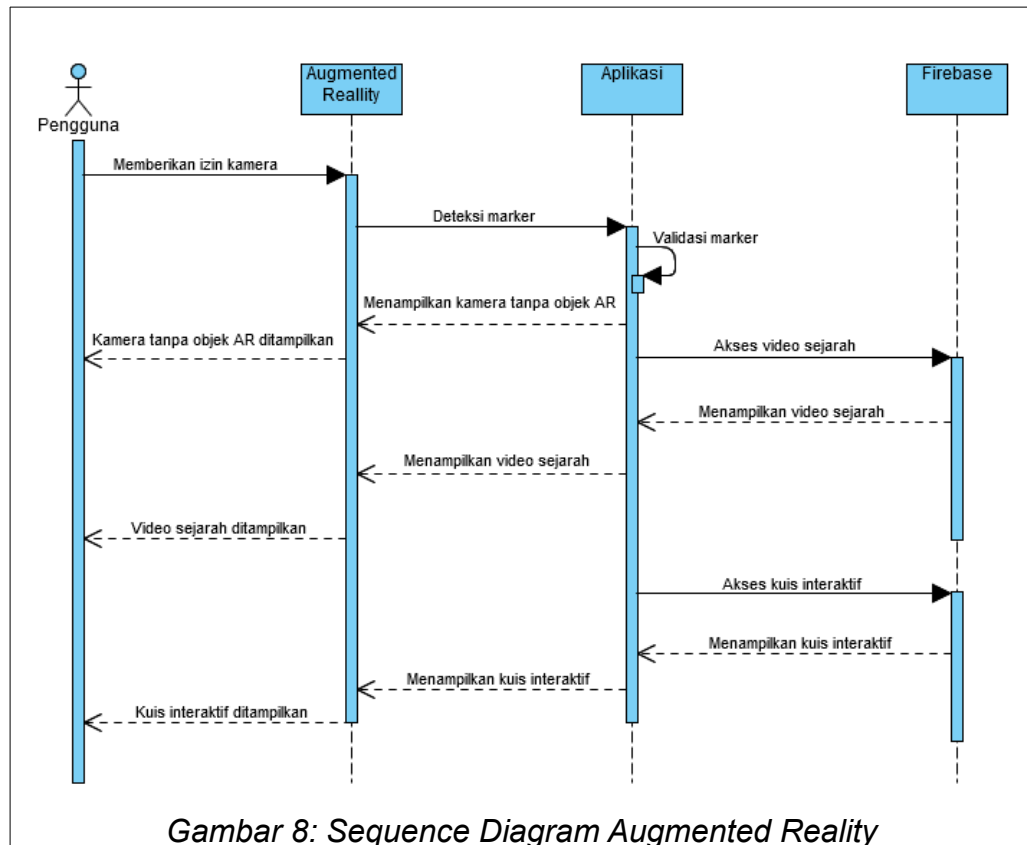 Augmented
Reallity
Aplikasi
Firebase
Pengguna
Memberikan izin kamera
Deteksi marker
Validasi marker
Menampilkan kamera tanpa objek AR
Kamera tanpa objek AR ditampilkan
Akses video sejarah
Menampilkan video sejarah
Menampilkan video sejarah
Video sejarah ditampilkan
Akses kuis interaktif
Menampilkan kuis interaktif
Menampilkan kuis interaktif
Kuis interaktif ditampilkan
Gambar 8: Sequence Diagram Augmented Reality